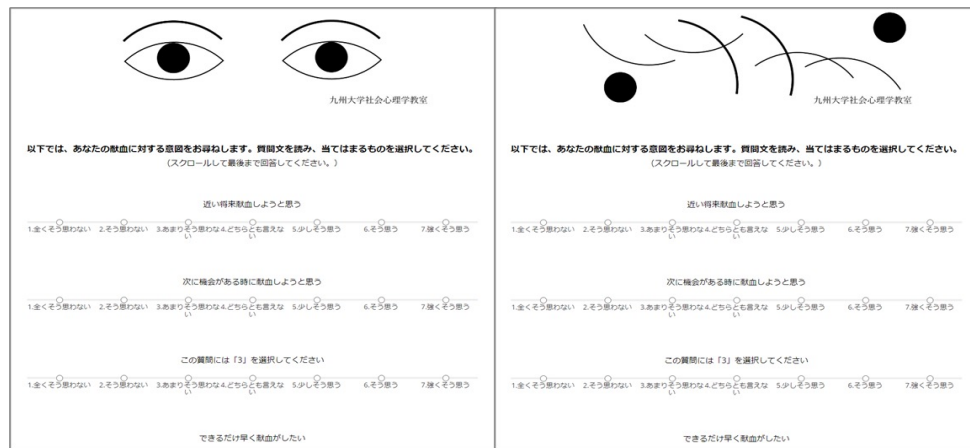 九州大学社会心理学教室
以下では、あなたの献血に対する意図をお尋ねします。質問文を読み、当てはまるものを選択してください。
（スクロールして最後まで回答してください。）
近い将来献血しようと思う
1.全くそう思わない 2.そう思わない 3.あまりそう思わない 4.どちらとも言えない 5.少しそう思う 6.そう思う 7.強くそう思う
次に機会がある時に献血しようと思う
1.全くそう思わない 2.そう思わない 3.あまりそう思わない 4.どちらとも言えない 5.少しそう思う 6.そう思う 7.強くそう思う
この質問には「3」を選択してください
1.全くそう思わない 2.そう思わない 3.あまりそう思わない 4.どちらとも言えない 5.少しそう思う 6.そう思う 7.強くそう思う
できるだけ早く献血がしたい
九州大学社会心理学教室
以下では、あなたの献血に対する意図をお尋ねします。質問文を読み、当てはまるものを選択してください。
（スクロールして最後まで回答してください。）
近い将来献血しようと思う
1.全くそう思わない 2.そう思わない 3.あまりそう思わない 4.どちらとも言えない 5.少しそう思う 6.そう思う 7.強くそう思う
次に機会がある時に献血しようと思う
1.全くそう思わない 2.そう思わない 3.あまりそう思わない 4.どちらとも言えない 5.少しそう思う 6.そう思う 7.強くそう思う
この質問には「3」を選択してください
1.全くそう思わない 2.そう思わない 3.あまりそう思わない 4.どちらとも言えない 5.少しそう思う 6.そう思う 7.強くそう思う
できるだけ早く献血がしたい